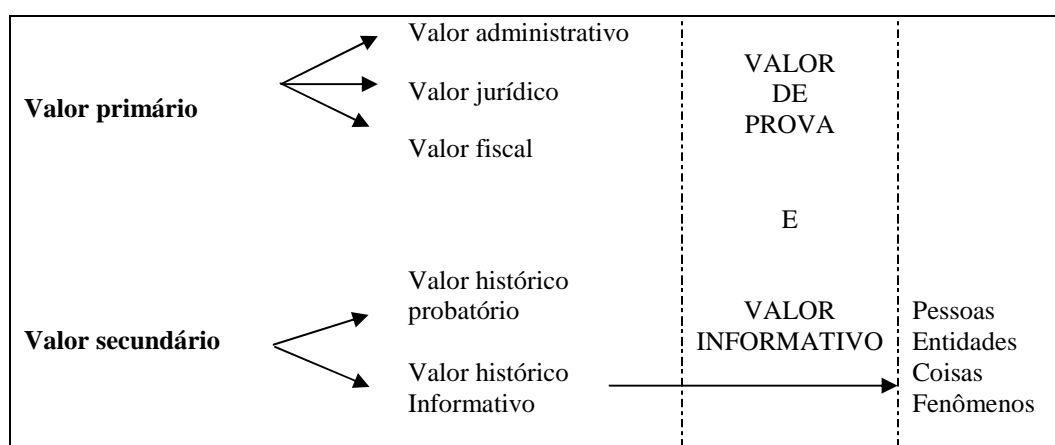 Valor primário
Valor administrativo
Valor jurídico
Valor fiscal
VALOR
DE
PROVA
E
Valor secundário
Valor histórico
probatório
Valor histórico
Informativo
VALOR
INFORMATIVO
Pessoas
Entidades
Coisas
Fenômenos